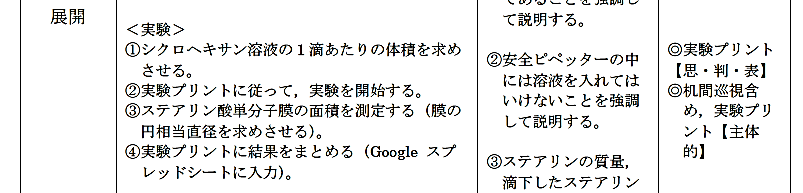 展開
＜実験＞
①シクロヘキサン溶液の１滴あたりの体積を求め
させる。
②実験プリントに従って，実験を開始する。
③ステアリン酸単分子膜の面積を測定する（膜の
円相当直径を求めさせる）。
④実験プリントに結果をまとめる（Google スプ
レッドシートに入力）。
であることを強調し
て説明する。
②安全ピペッターの中
には溶液を入れては
いけないことを強調
して説明する。
③ステアリンの質量，
滴下したステアリン
◎実験プリント
【思・判・表】
◎机間巡視含
め，実験プリ
ント【主体
的】